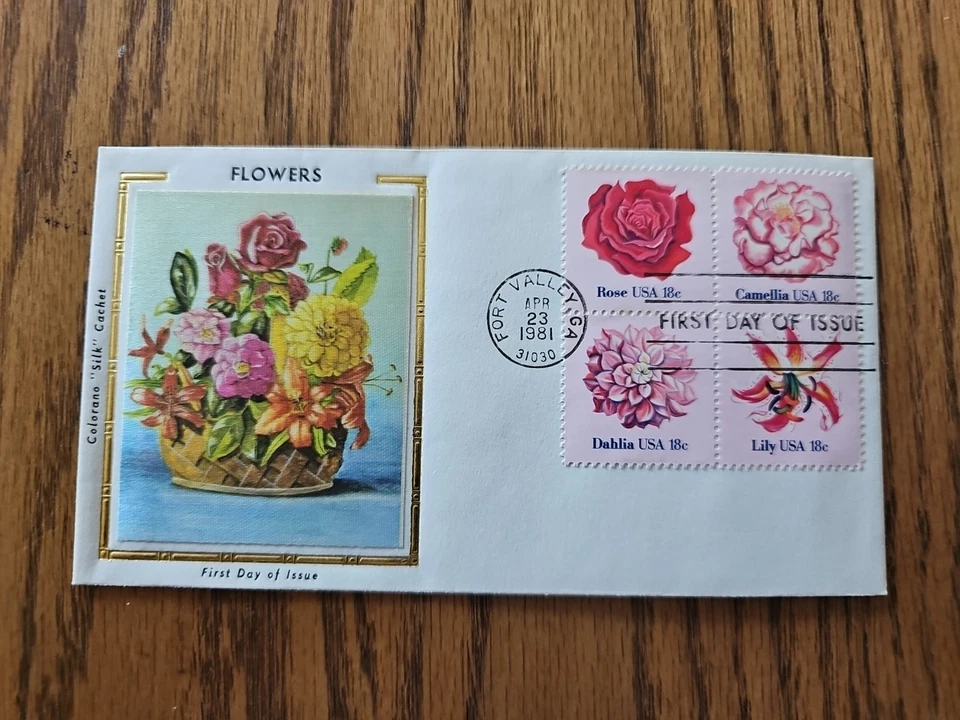 FLOWERS
Colorano "Silk" Cachet
First Day of Issue
FORT VALLEY, GA
APR
23
1981
31030
Rose USA 18c
Camellia USA 18c
FIRST DAY OF ISSUE
Dahlia USA 18c
Lily USA 18c